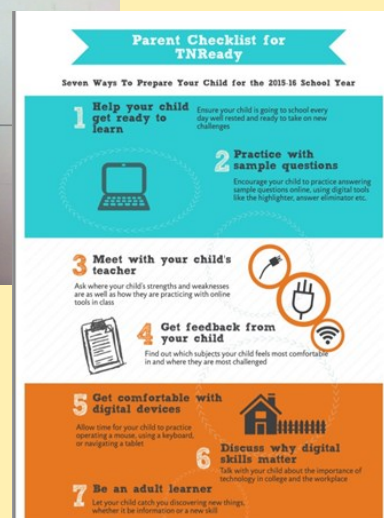 Parent Checklist for
TNReady
Seven Ways To Prepare Your Child for the 2015-16 School Year
1 Help your child
get ready to
learn
Ensure your child is going to school every
day well rested and ready to take on new
challenges
2 Practice with
sample questions
Encourage your child to practice answering
sample questions online, using digital tools
like the highlighter, answer eliminator etc.
3 Meet with your child's
teacher
Ask where your child's strengths and weaknesses
are as well as how they are practicing with online
tools in class
4 Get feedback from
your child
Find out which subjects your child feels most comfortable
in and where they are most challenged
5 Get comfortable with
digital devices
Allow time for your child to practice
operating a mouse, using a keyboard,
or navigating a tablet
6 Discuss why digital
skills matter
Talk with your child about the importance of
technology in college and the workplace
7 Be an adult learner
Let your child catch you discovering new things,
whether it be information or a new skill